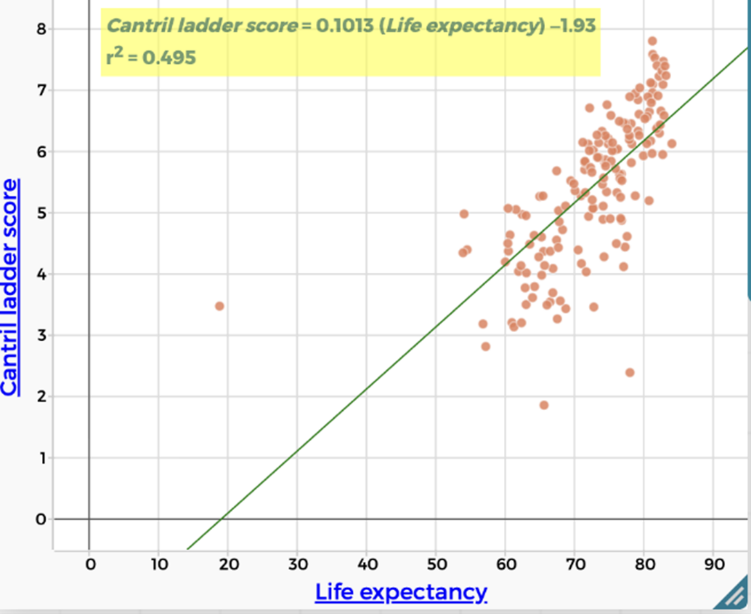 Cantril ladder score = 0.1013 (Life expectancy) –1.93
r² = 0.495
8
7
6
5
4
3
2
1
0
Cantril ladder score
0 10 20 30 40 50 60 70 80 90
Life expectancy